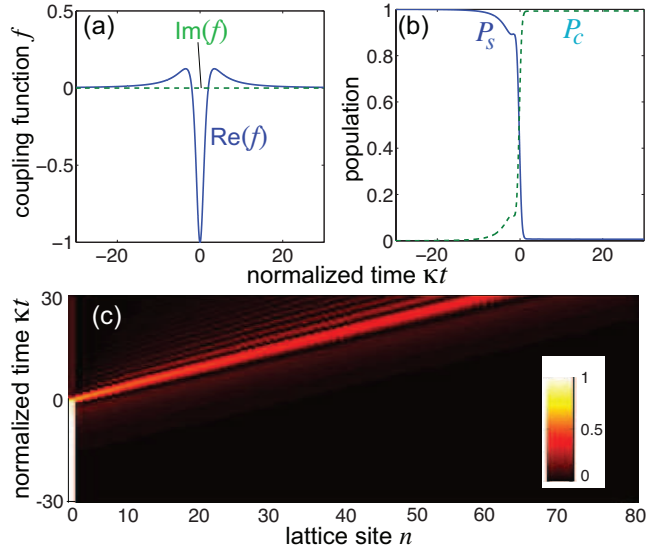 (a)
Im(f)
Re(f)
coupling function f
0.5
0
−0.5
−1
−20
0
20
(b)
P_s
P_c
population
1
0.8
0.6
0.4
0.2
0
−20
0
20
normalized time κt
(c)
normalized time κt
30
0
-30
0
10
20
30
40
50
60
70
80
lattice site n
1
0.5
0